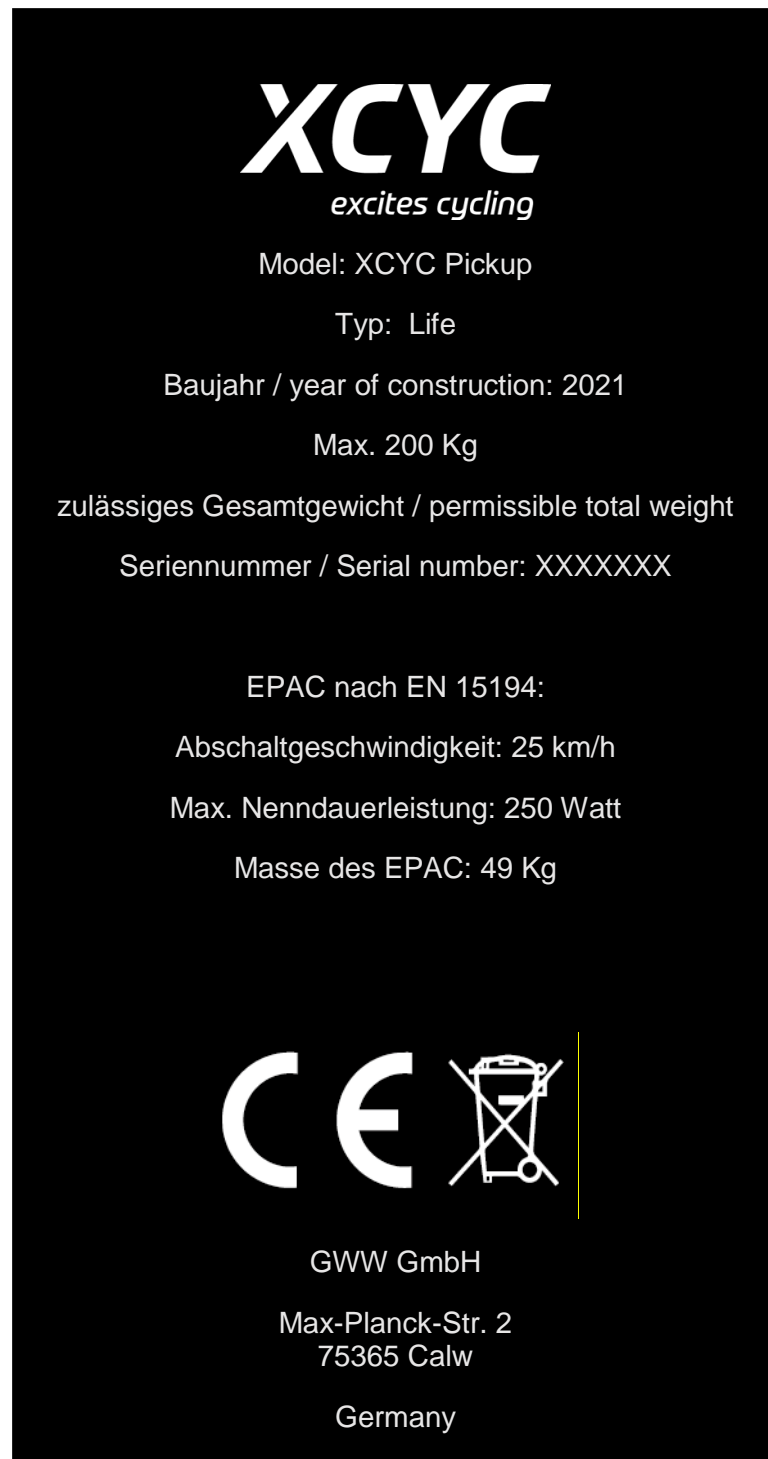 XCYC
excites cycling
Model: XCYC Pickup
Typ:  Life
Baujahr / year of construction: 2021
Max. 200 Kg
zulässiges Gesamtgewicht / permissible total weight
Seriennummer / Serial number: XXXXXXX
EPAC nach EN 15194:
Abschaltgeschwindigkeit: 25 km/h
Max. Nenndauerleistung: 250 Watt
Masse des EPAC: 49 Kg
CE
GWW GmbH
Max-Planck-Str. 2
75365 Calw
Germany